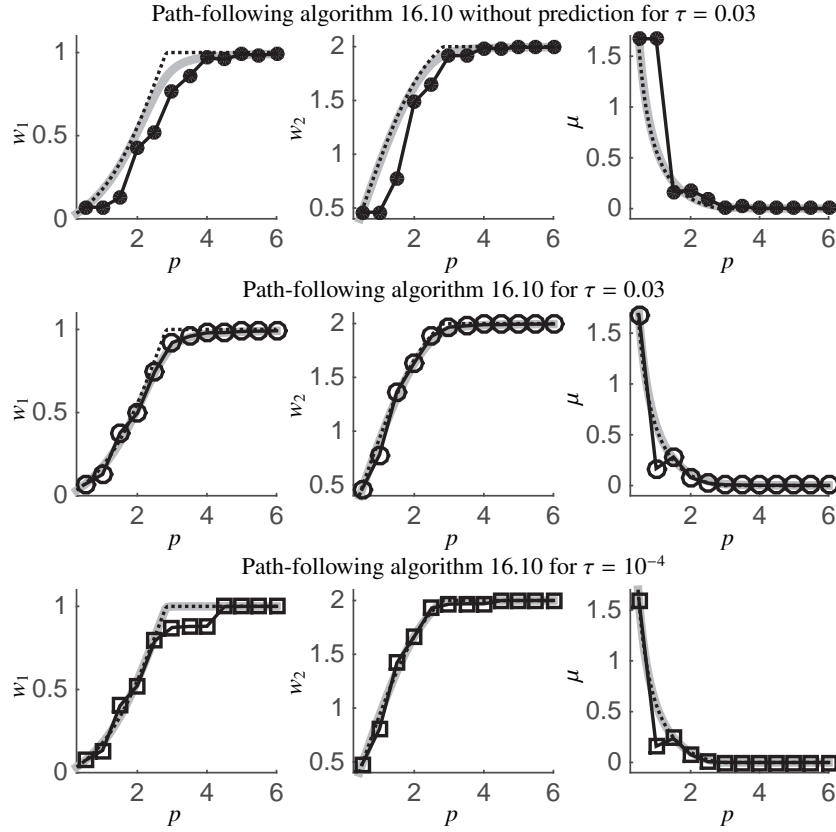 Path-following algorithm 16.10 without prediction for τ = 0.03
1
0.5
0
w₁
2 4 6
p
2
1.5
1
0.5
w₂
2 4 6
p
1.5
1
0.5
0
μ
2 4 6
p
Path-following algorithm 16.10 for τ = 0.03
1
0.5
0
w₁
2 4 6
p
2
1.5
1
0.5
w₂
2 4 6
p
1.5
1
0.5
0
μ
2 4 6
p
Path-following algorithm 16.10 for τ = 10⁻⁴
1
0.5
0
w₁
2 4 6
p
2
1.5
1
0.5
w₂
2 4 6
p
1.5
1
0.5
0
μ
2 4 6
p